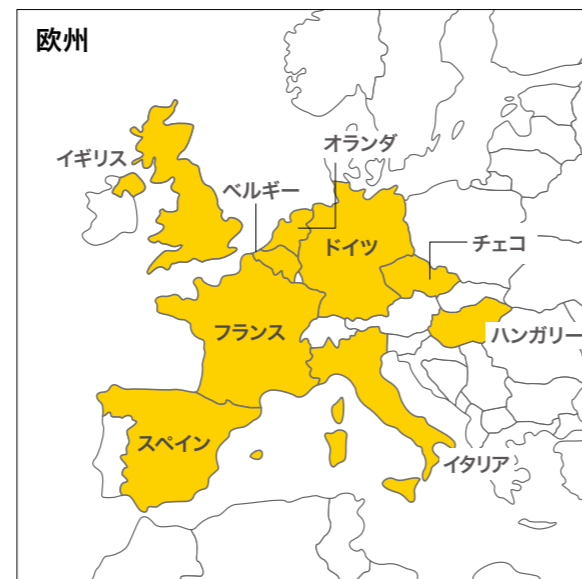 欧州
オランダ
イギリス
ベルギー
ドイツ
チェコ
フランス
ハンガリー
スペイン
イタリア